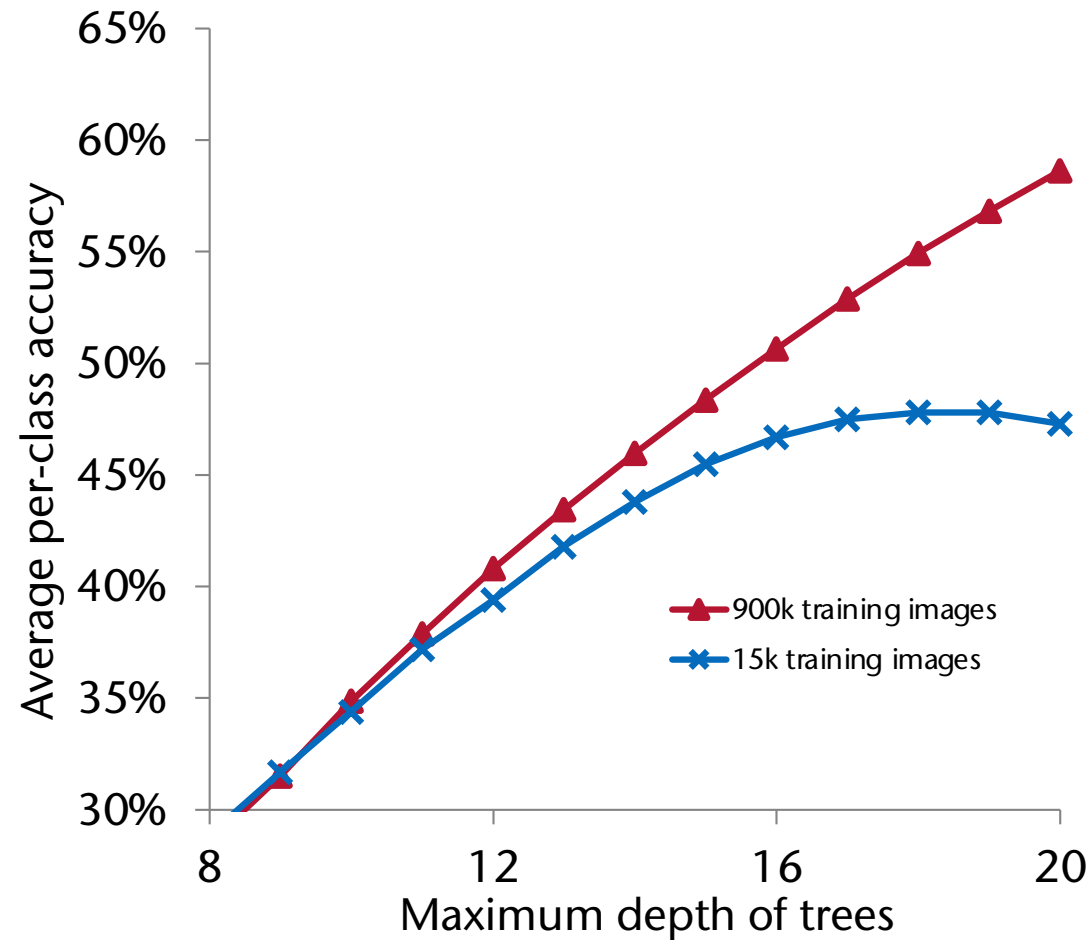 65%
60%
55%
50%
45%
40%
35%
30%
Average per-class accuracy
900k training images
15k training images
8 12 16 20
Maximum depth of trees